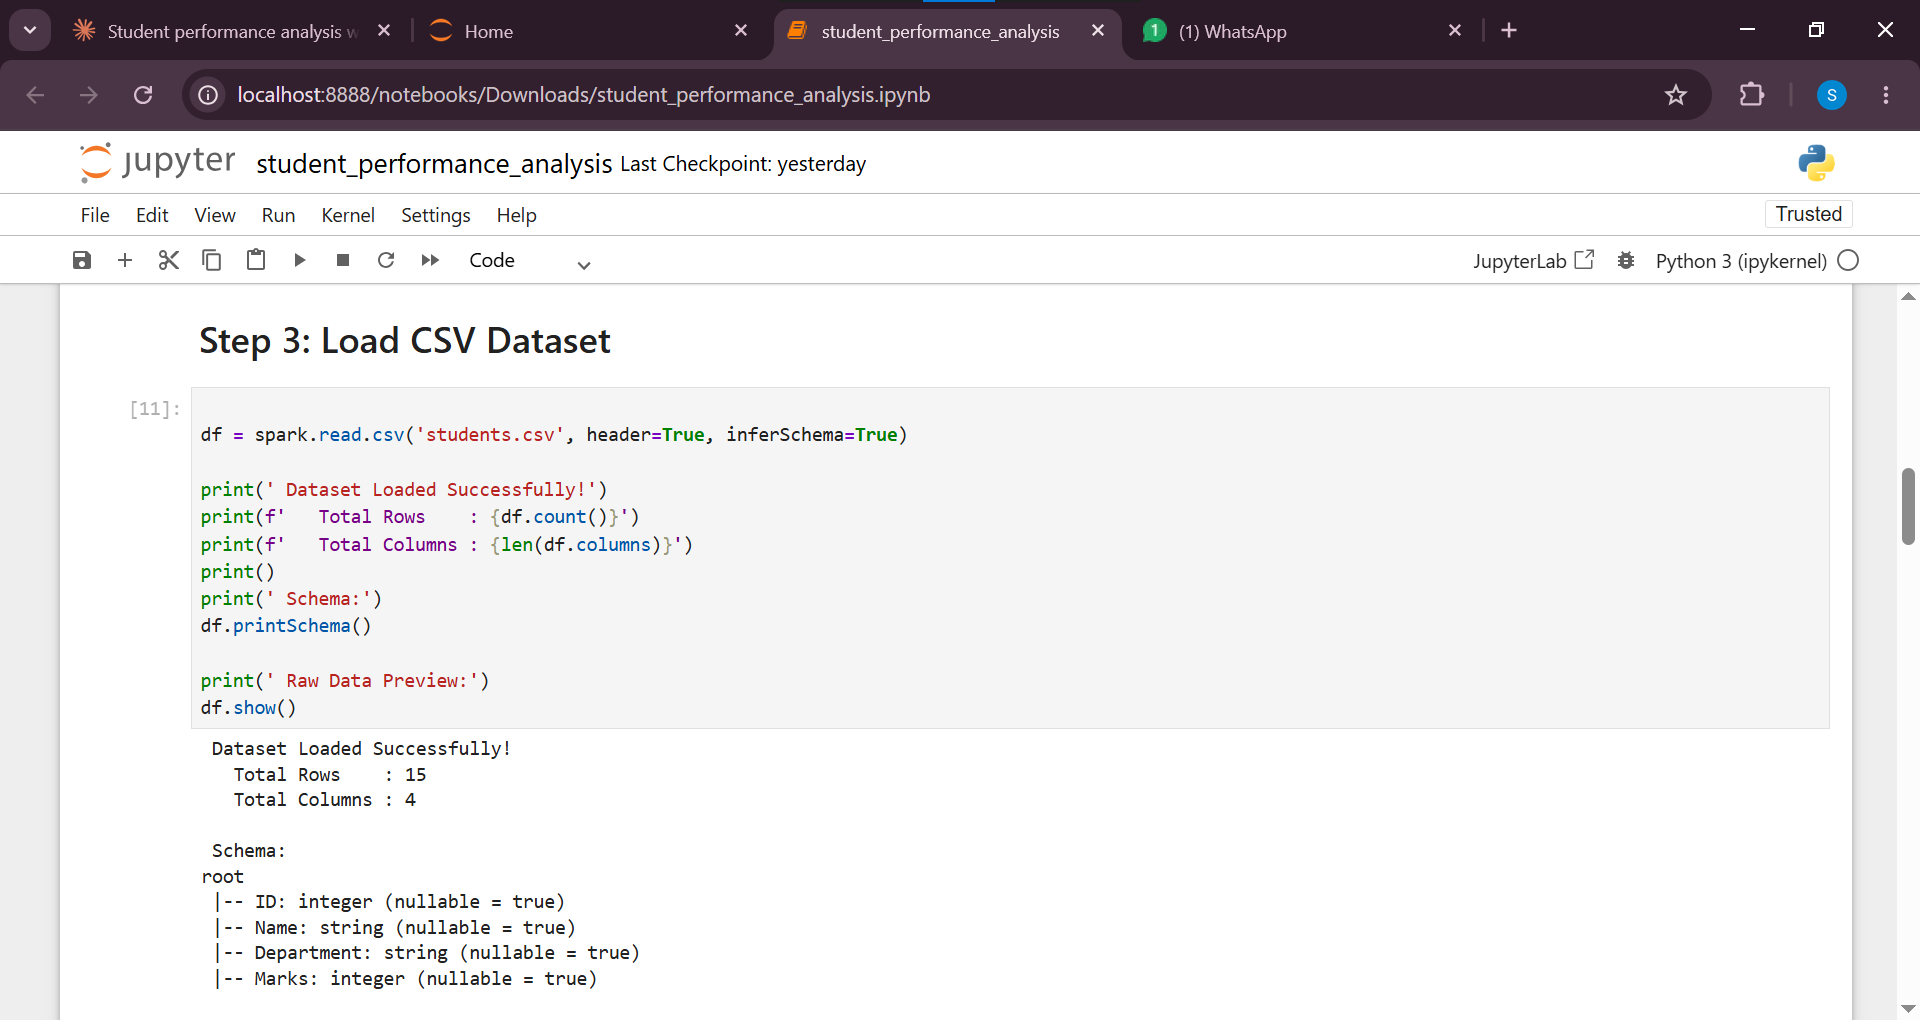 Student performance analysis w
Home
student_performance_analysis
1
(1) WhatsApp
localhost:8888/notebooks/Downloads/student_performance_analysis.ipynb
S
jupyter student_performance_analysis Last Checkpoint: yesterday
File Edit View Run Kernel Settings Help
Trusted
Code
JupyterLab
Python 3 (ipykernel)
Step 3: Load CSV Dataset
[11]:
df = spark.read.csv('students.csv', header=True, inferSchema=True)
print(' Dataset Loaded Successfully!')
print(f'   Total Rows    : {df.count()}')
print(f'   Total Columns : {len(df.columns)}')
print()
print(' Schema:')
df.printSchema()
print(' Raw Data Preview:')
df.show()
Dataset Loaded Successfully!
Total Rows    : 15
Total Columns : 4
Schema:
root
|-- ID: integer (nullable = true)
|-- Name: string (nullable = true)
|-- Department: string (nullable = true)
|-- Marks: integer (nullable = true)